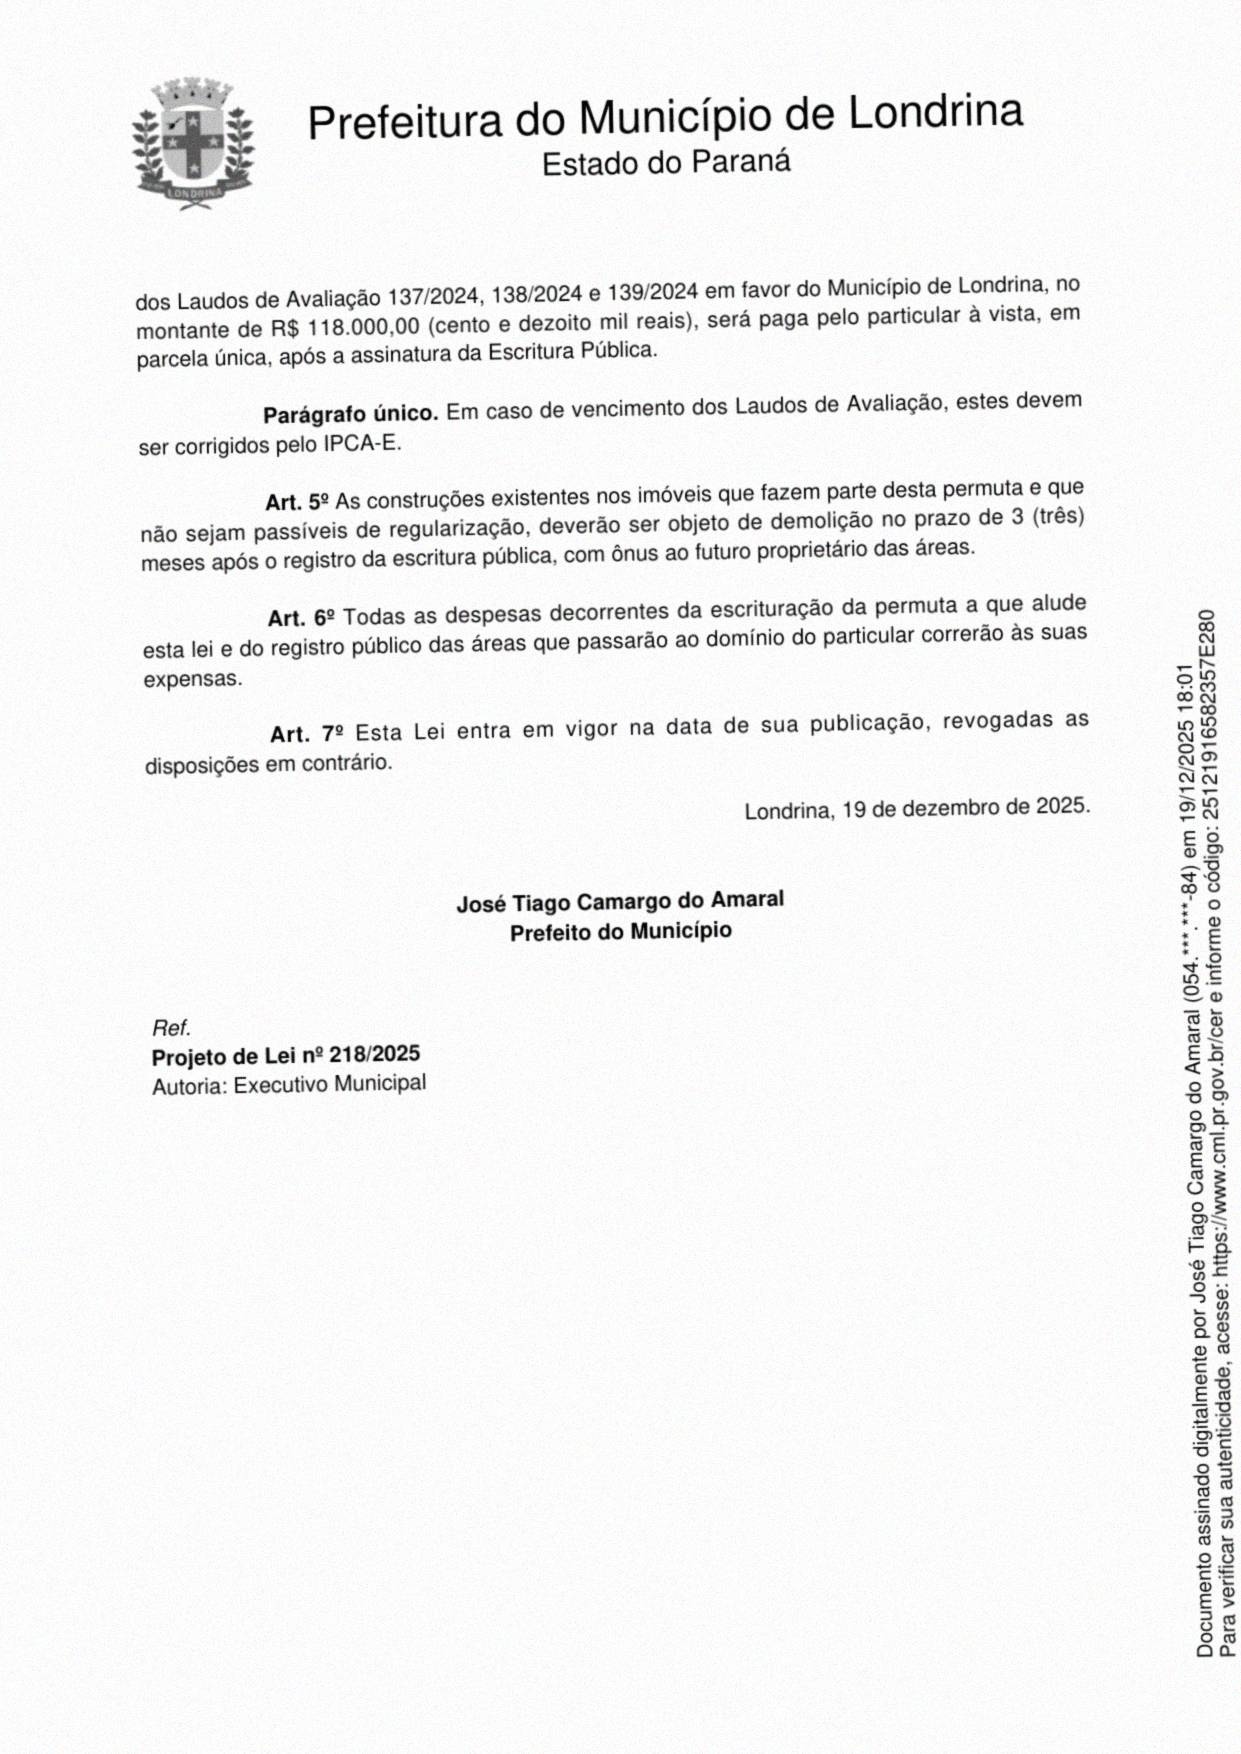 LONDRINA
Prefeitura do Município de Londrina
Estado do Paraná
dos Laudos de Avaliação 137/2024, 138/2024 e 139/2024 em favor do Município de Londrina, no
montante de R$ 118.000,00 (cento e dezoito mil reais), será paga pelo particular à vista, em
parcela única, após a assinatura da Escritura Pública.
Parágrafo único. Em caso de vencimento dos Laudos de Avaliação, estes devem
ser corrigidos pelo IPCA-E.
Art. 5º As construções existentes nos imóveis que fazem parte desta permuta e que
não sejam passíveis de regularização, deverão ser objeto de demolição no prazo de 3 (três)
meses após o registro da escritura pública, com ônus ao futuro proprietário das áreas.
Art. 6º Todas as despesas decorrentes da escrituração da permuta a que alude
esta lei e do registro público das áreas que passarão ao domínio do particular correrão às suas
expensas.
Art. 7º Esta Lei entra em vigor na data de sua publicação, revogadas as
disposições em contrário.
Londrina, 19 de dezembro de 2025.
José Tiago Camargo do Amaral
Prefeito do Município
Ref.
Projeto de Lei nº 218/2025
Autoria: Executivo Municipal
Documento assinado digitalmente por José Tiago Camargo do Amaral (054.***.***-84) em 19/12/2025 18:01
Para verificar sua autenticidade, acesse: https://www.cml.pr.gov.br/cer e informe o código: 25121916582357E280